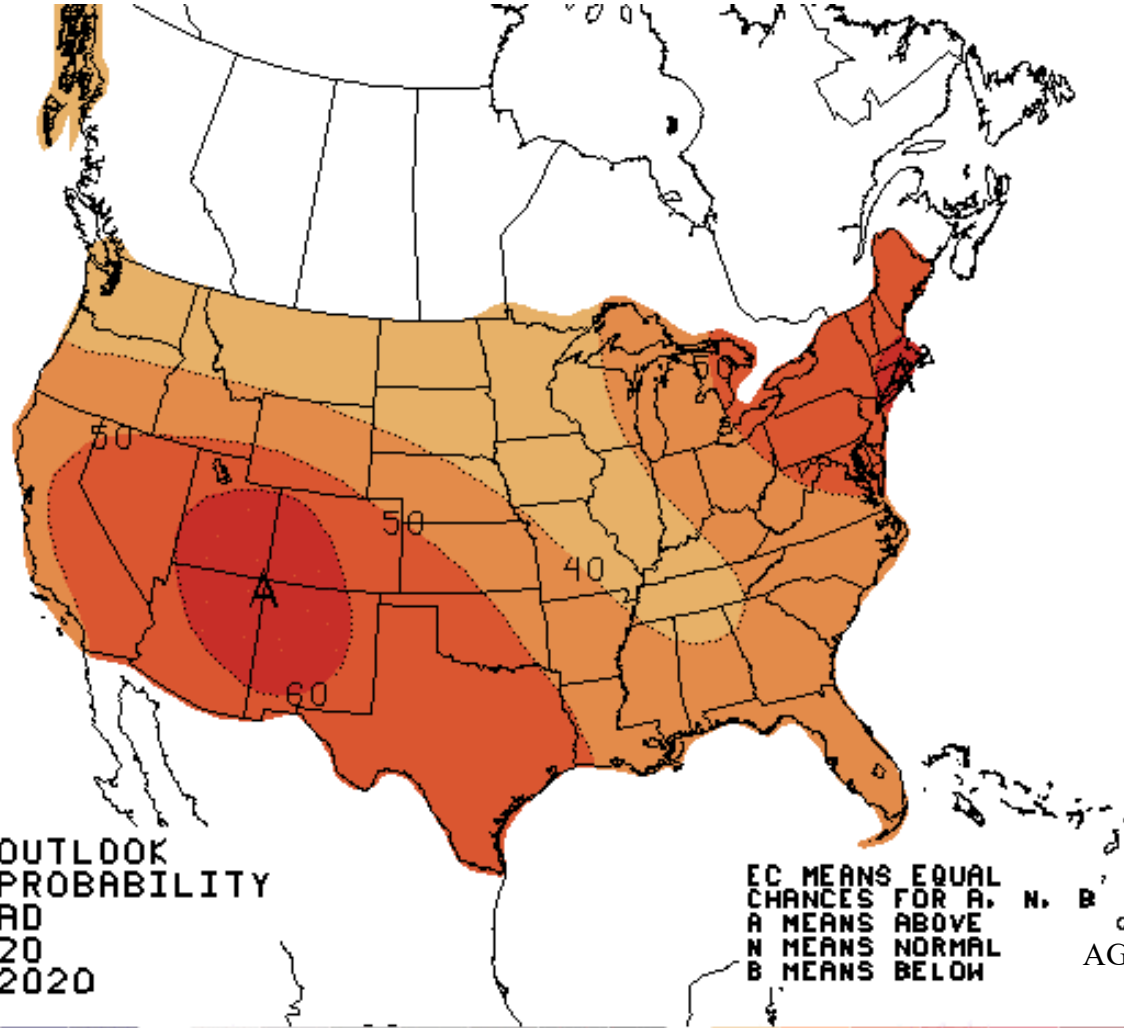 50
50
50
40
A
60
OUTLOOK
PROBABILITY
AD
20
2020
EC MEANS EQUAL
CHANCES FOR A, N, B
A MEANS ABOVE
N MEANS NORMAL
B MEANS BELOW
AG